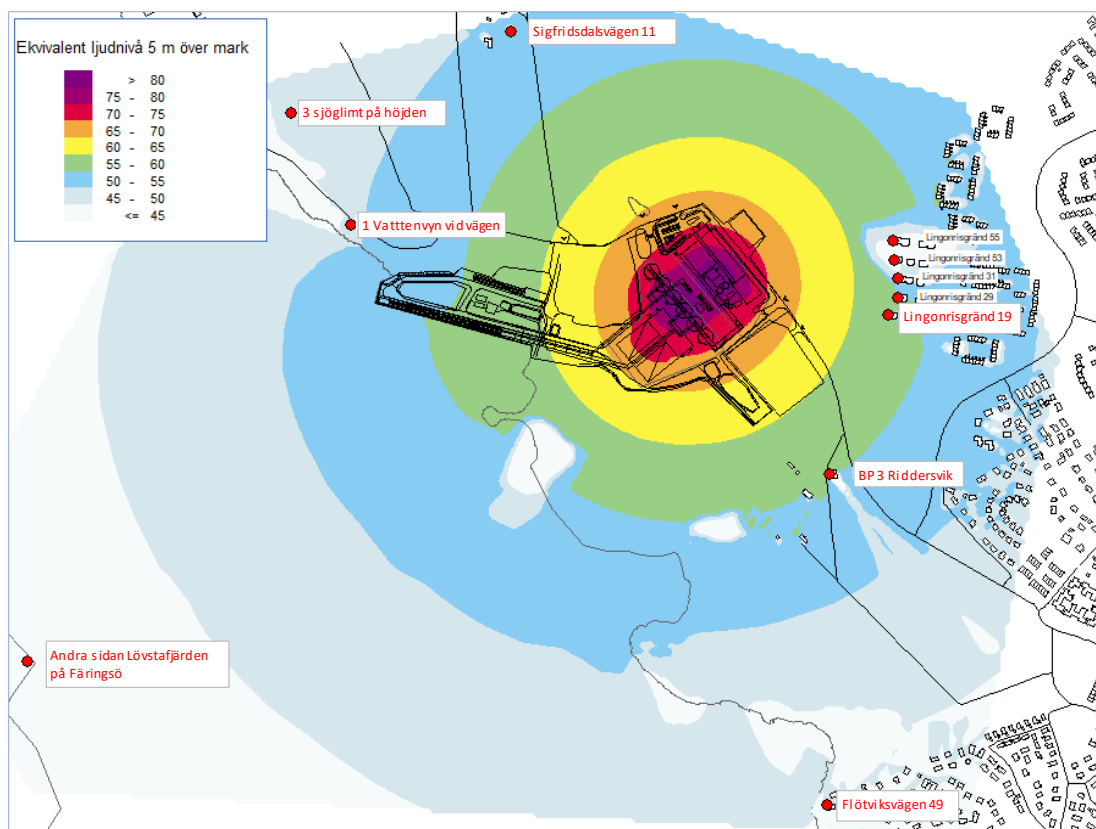 Ekvivalent ljudnivå 5 m över mark
> 80
75 - 80
70 - 75
65 - 70
60 - 65
55 - 60
50 - 55
45 - 50
<= 45
Sigfridsdalsvägen 11
3 sjöglimt på höjden
1 Vatttenvyn vid vägen
Lingonrisgränd 55
Lingonrisgränd 53
Lingonrisgränd 31
Lingonrisgränd 29
Lingonrisgränd 19
BP 3 Riddersvik
Andra sidan Lövstafjärden
på Färingsö
Flötviksvägen 49